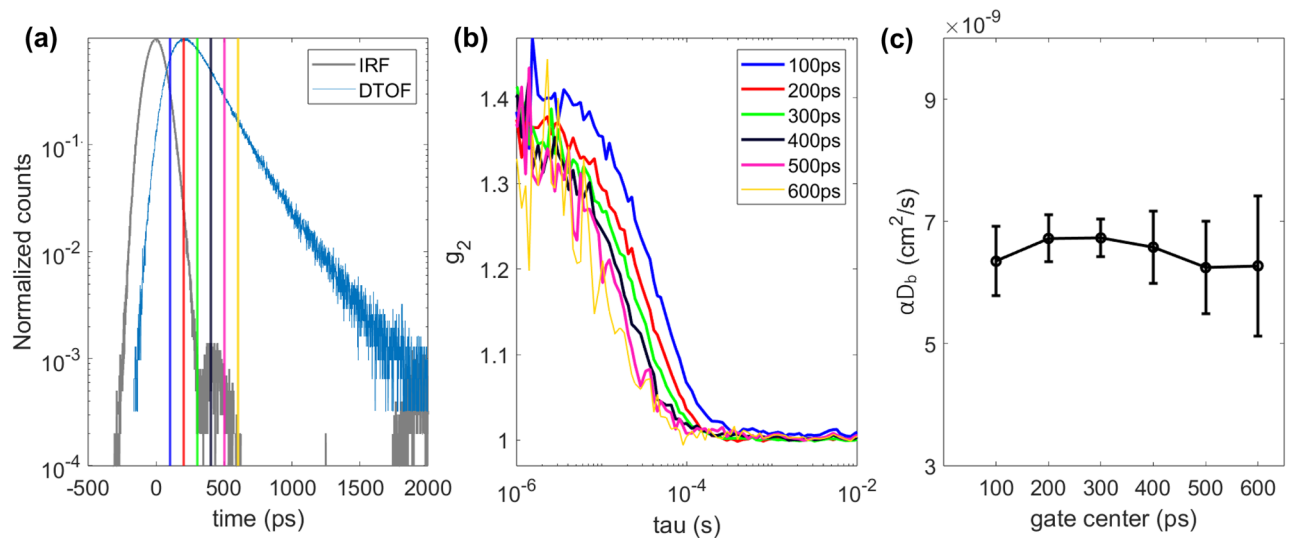 (a)
IRF
DTOF
Normalized counts
10⁻¹
10⁻²
10⁻³
10⁻⁴
-500
0
500
1000
1500
2000
time (ps)
(b)
100ps
200ps
300ps
400ps
500ps
600ps
g₂
1.4
1.3
1.2
1.1
1
10⁻⁶
10⁻⁴
10⁻²
tau (s)
(c)
×10⁻⁹
αD_b (cm²/s)
9
7
5
3
100
200
300
400
500
600
gate center (ps)